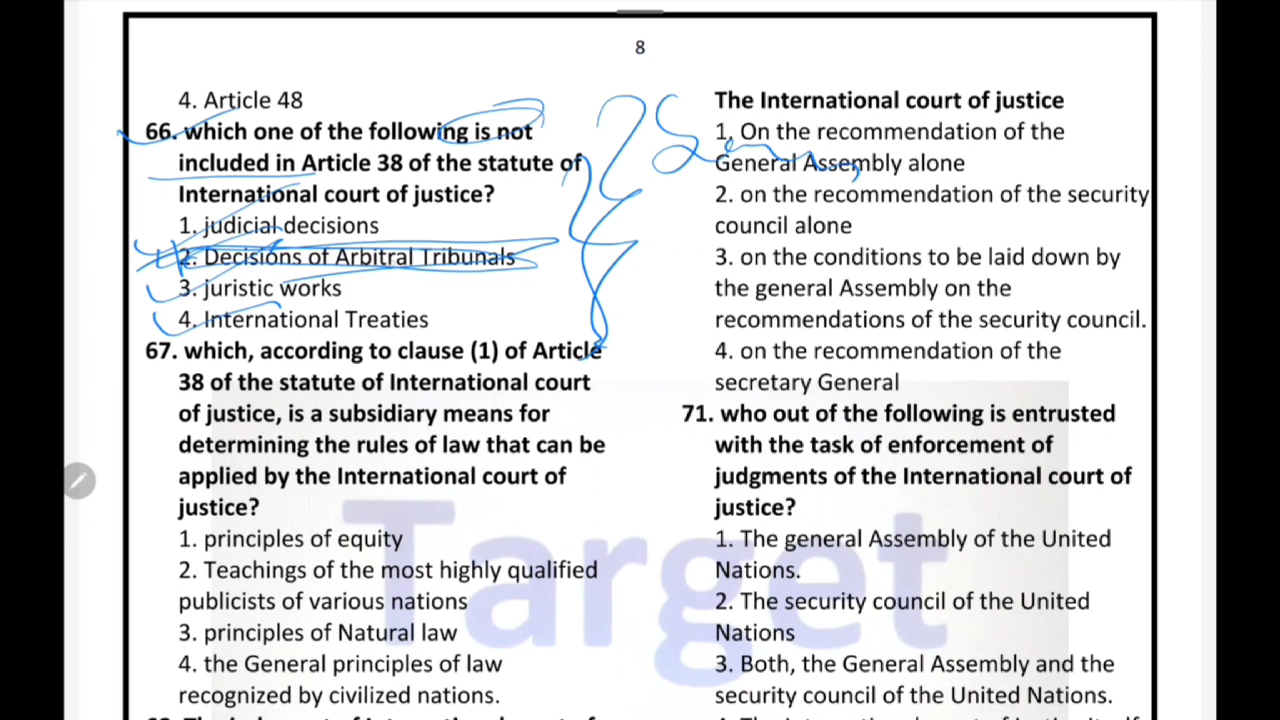 8
4. Article 48
66. which one of the following is not
included in Article 38 of the statute of
International court of justice?
1. judicial decisions
2. Decisions of Arbitral Tribunals
3. juristic works
4. International Treaties
67. which, according to clause (1) of Article
38 of the statute of International court
of justice, is a subsidiary means for
determining the rules of law that can be
applied by the International court of
justice?
1. principles of equity
2. Teachings of the most highly qualified
publicists of various nations
3. principles of Natural law
4. the General principles of law
recognized by civilized nations.
The International court of justice
1. On the recommendation of the
General Assembly alone
2. on the recommendation of the security
council alone
3. on the conditions to be laid down by
the general Assembly on the
recommendations of the security council.
4. on the recommendation of the
secretary General
71. who out of the following is entrusted
with the task of enforcement of
judgments of the International court of
justice?
1. The general Assembly of the United
Nations.
2. The security council of the United
Nations
3. Both, the General Assembly and the
security council of the United Nations.
Target